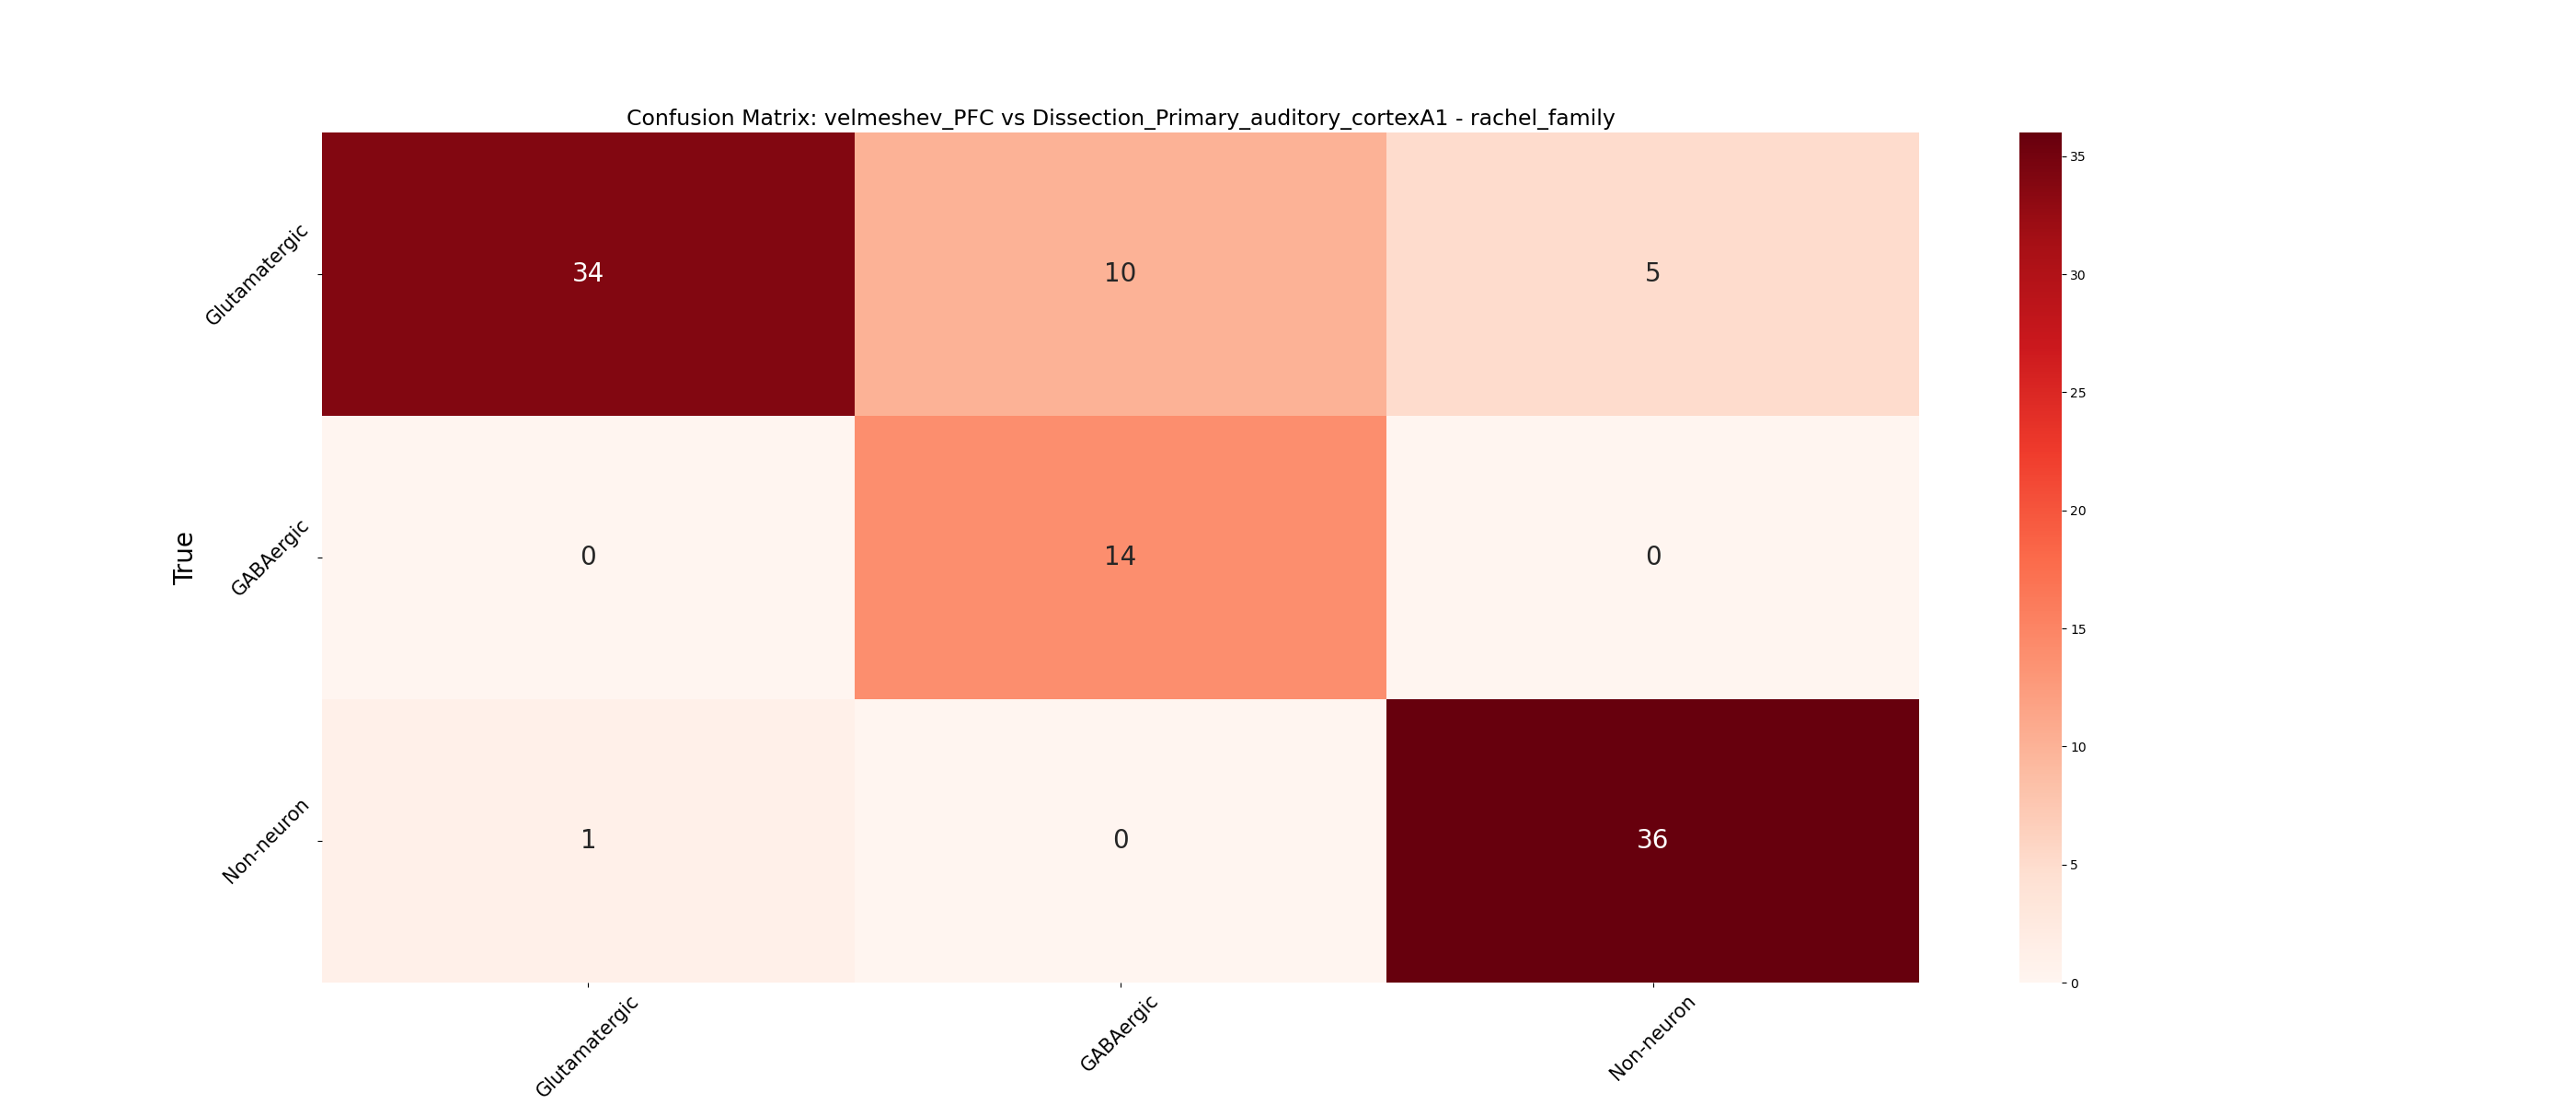 Confusion Matrix: velmeshev_PFC vs Dissection_Primary_auditory_cortexA1 - rachel_family
True
Glutamatergic
GABAergic
Non-neuron
34 10 5
0 14 0
1 0 36
Glutamatergic GABAergic Non-neuron
35
30
25
20
15
10
5
0